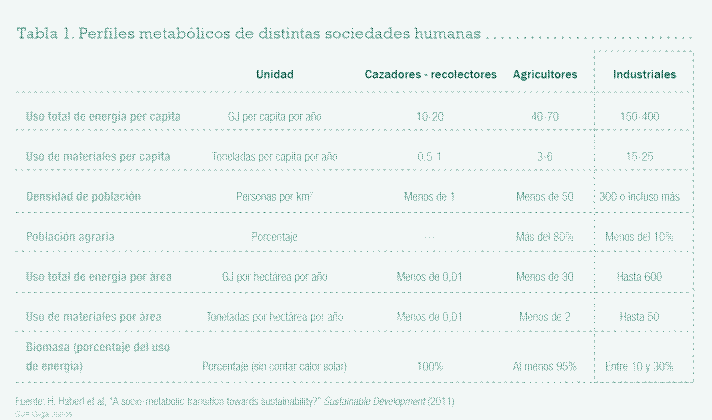 Tabla 1. Perfiles metabólicos de distintas sociedades humanas
Unidad Cazadores - recolectores Agricultores Industriales
Uso total de energía per capita GJ per capita por año 10-20 40-70 150-400
Uso de materiales per capita Toneladas per capita por año 0,5-1 3-6 15-25
Densidad de población Personas por km² Menos de 1 Menos de 50 300 o incluso más
Población agraria Porcentaje --- Más del 80% Menos del 10%
Uso total de energía por área GJ por hectárea por año Menos de 0,01 Menos de 30 Hasta 600
Uso de materiales por área Toneladas por hectárea por año Menos de 0,01 Menos de 2 Hasta 50
Biomasa (porcentaje del uso
de energía) Porcentaje (sin contar calor solar) 100% Al menos 95% Entre 10 y 30%
Fuente: H. Haberl et al, "A socio-metabolic transition towards sustainability?" Sustainable Development (2011)